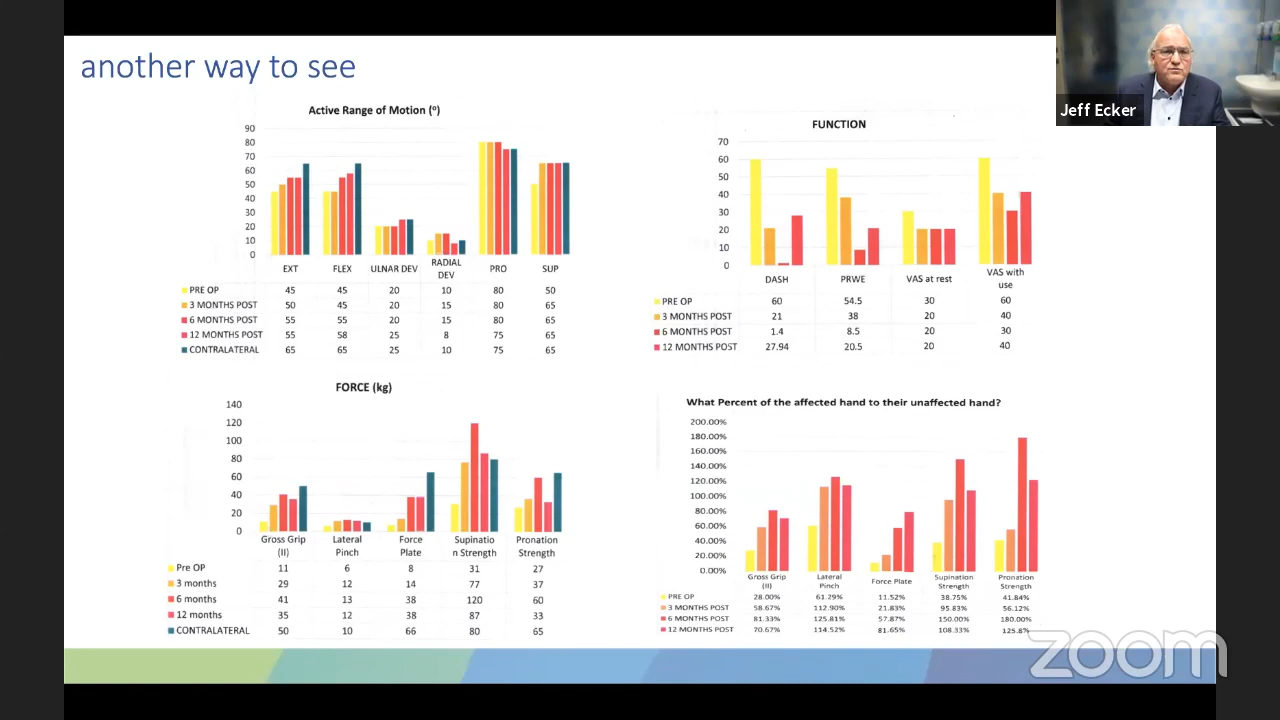 another way to see
Jeff Ecker
Active Range of Motion (°)
90
80
70
60
50
40
30
20
10
0
EXT FLEX ULNAR DEV RADIAL DEV PRO SUP
PRE OP 45 45 20 10 80 50
3 MONTHS POST 50 45 20 15 80 65
6 MONTHS POST 55 55 20 15 80 65
12 MONTHS POST 55 58 25 8 75 65
CONTRALATERAL 65 65 25 10 75 65
FUNCTION
70
60
50
40
30
20
10
0
DASH PRWE VAS at rest VAS with use
PRE OP 60 54.5 30 60
3 MONTHS POST 21 38 20 40
6 MONTHS POST 1.4 8.5 20 30
12 MONTHS POST 27.94 20.5 20 40
FORCE (kg)
140
120
100
80
60
40
20
0
Gross Grip Lateral Force Supinatio Pronation
(II) Pinch Plate n Strength Strength
Pre OP 11 6 8 31 27
3 months 29 12 14 77 37
6 months 41 13 38 120 60
12 months 35 12 38 87 33
CONTRALATERAL 50 10 66 80 65
What Percent of the affected hand to their unaffected hand?
200.00%
180.00%
160.00%
140.00%
120.00%
100.00%
80.00%
60.00%
40.00%
20.00%
0.00%
Gross Grip Lateral Force Plate Supination Pronation
(II) Pinch Strength Strength
PRE OP 28.00% 61.29% 11.52% 38.75% 41.84%
3 MONTHS POST 58.67% 112.90% 21.83% 95.83% 56.12%
6 MONTHS POST 81.33% 125.81% 57.87% 150.00% 180.00%
12 MONTHS POST 70.67% 114.52% 81.65% 108.33% 125.8%
zoom